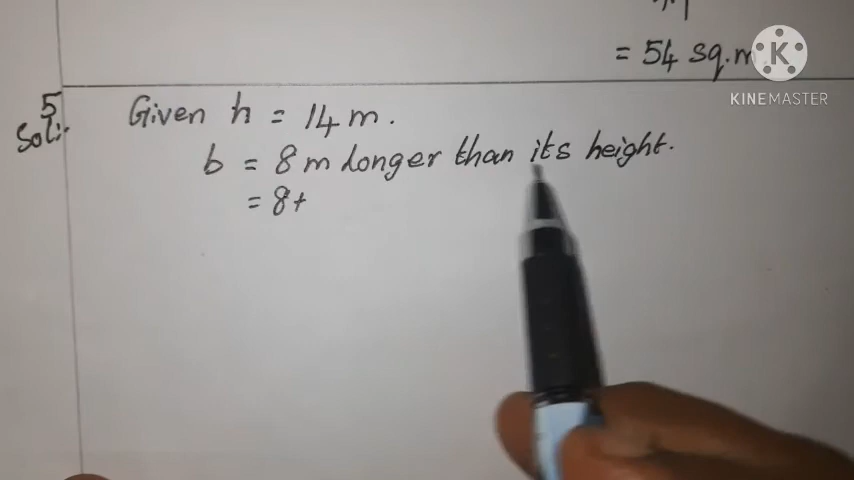 = 54 sq.m
K
KINEMASTER
5
Sol:
Given h = 14 m.
b = 8 m longer than its height.
= 8+